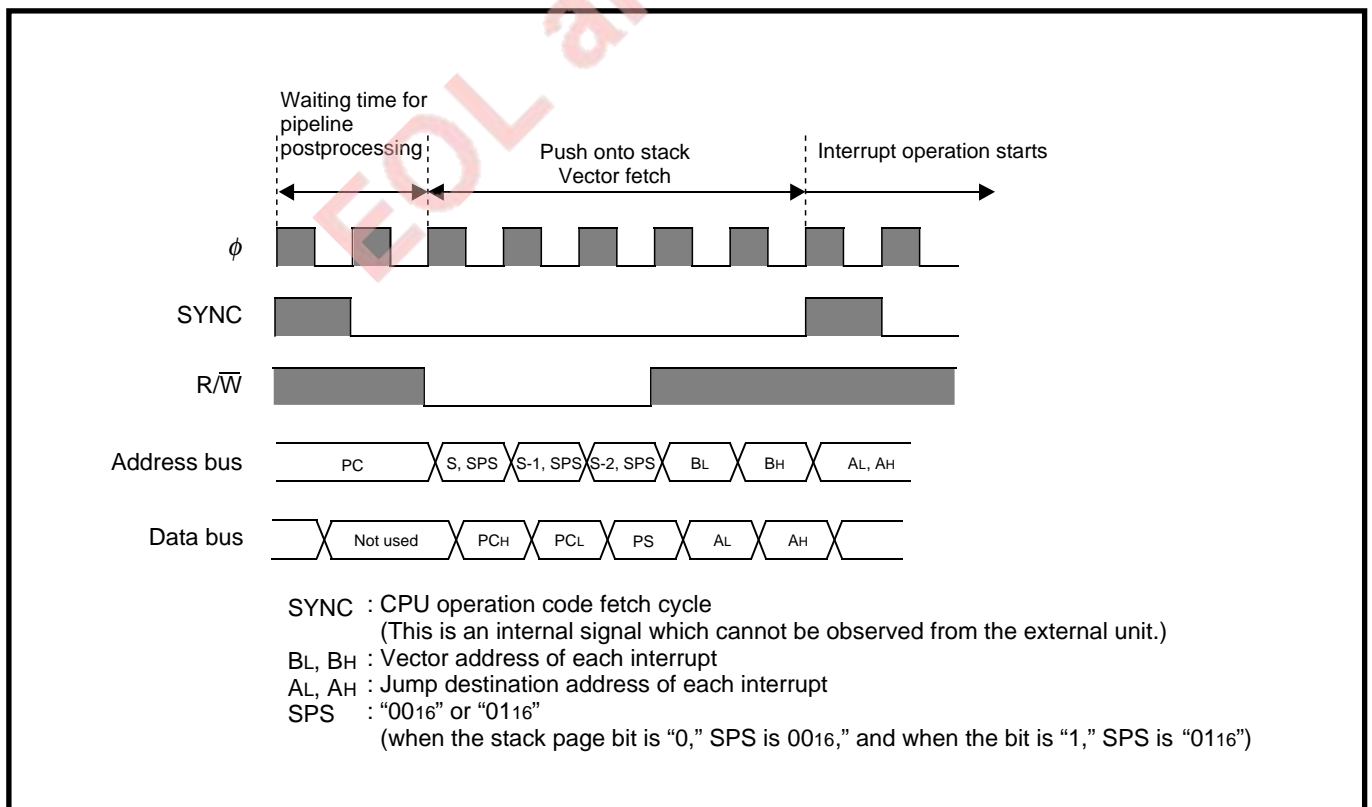 EOL a
Waiting time for
pipeline
postprocessing
Push onto stack
Vector fetch
Interrupt operation starts
ϕ
SYNC
R/W̅
Address bus
PC
S, SPS
S-1, SPS
S-2, SPS
BL
BH
AL, AH
Data bus
Not used
PCH
PCL
PS
AL
AH
SYNC : CPU operation code fetch cycle
(This is an internal signal which cannot be observed from the external unit.)
BL, BH : Vector address of each interrupt
AL, AH : Jump destination address of each interrupt
SPS : “0016” or “0116”
(when the stack page bit is “0,” SPS is 0016,” and when the bit is “1,” SPS is “0116”)